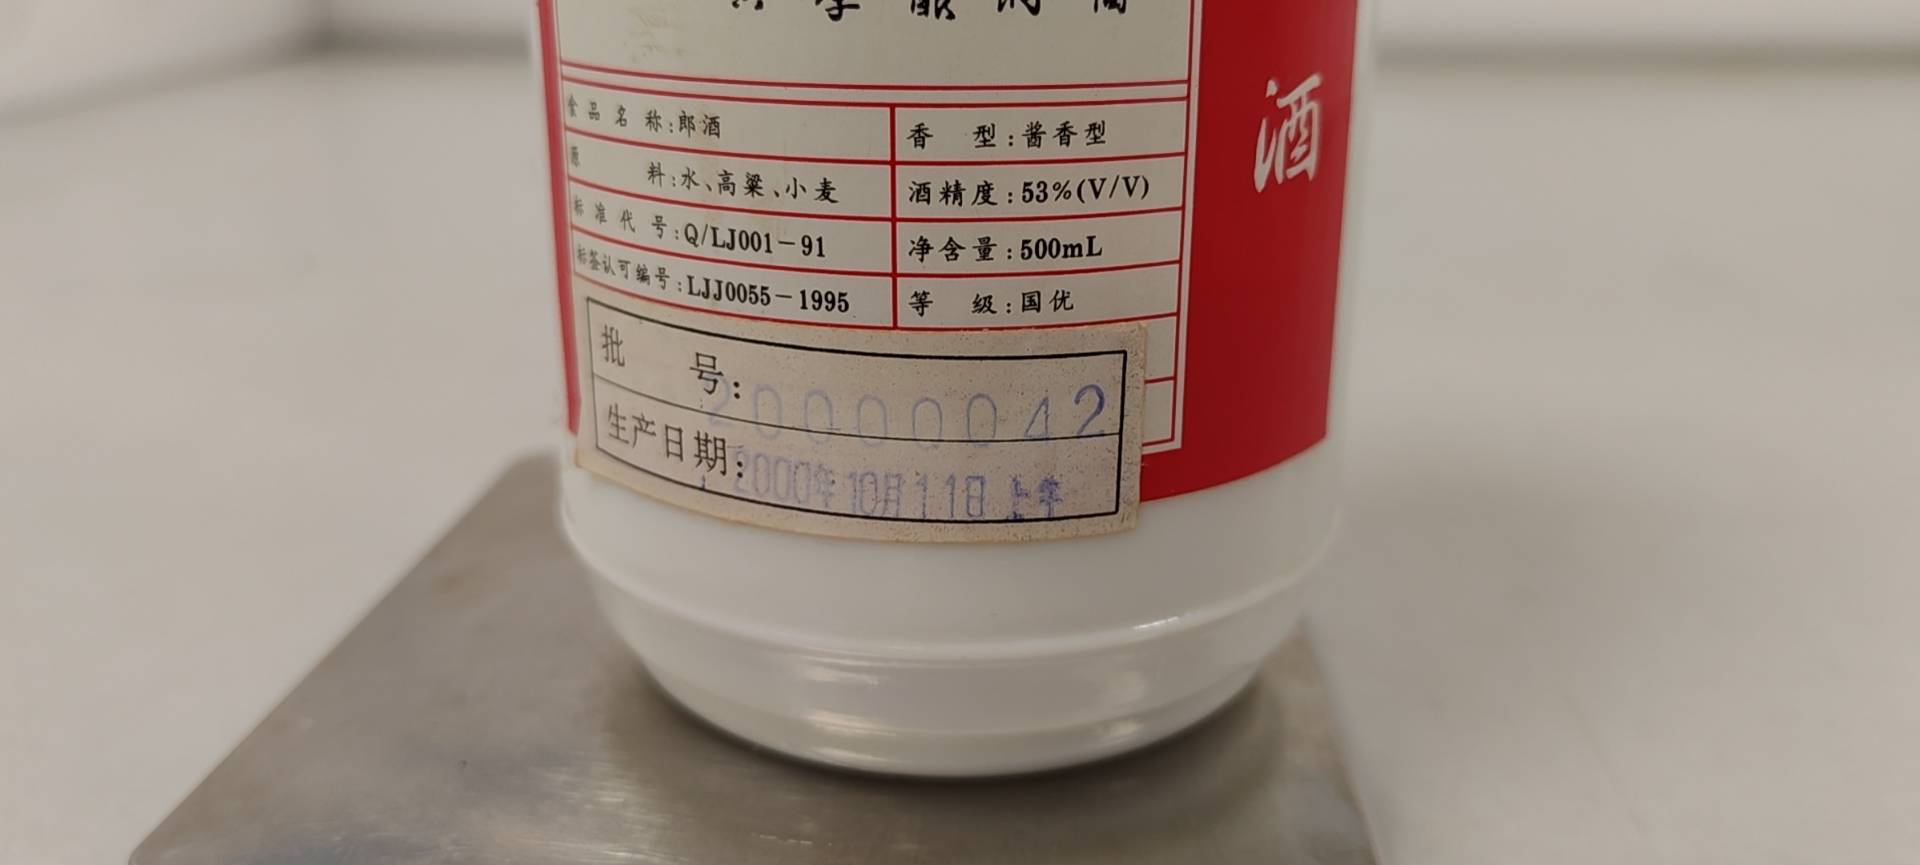 酒
食品名称:郎酒
香 型:酱香型
原 料:水、高粱、小麦
酒精度:53%(V/V)
标准代号:Q/LJ001-91
净含量:500mL
标签认可编号:LJJ0055-1995
等 级:国优
批 号:20000042
生产日期:2000年10月11日 上午